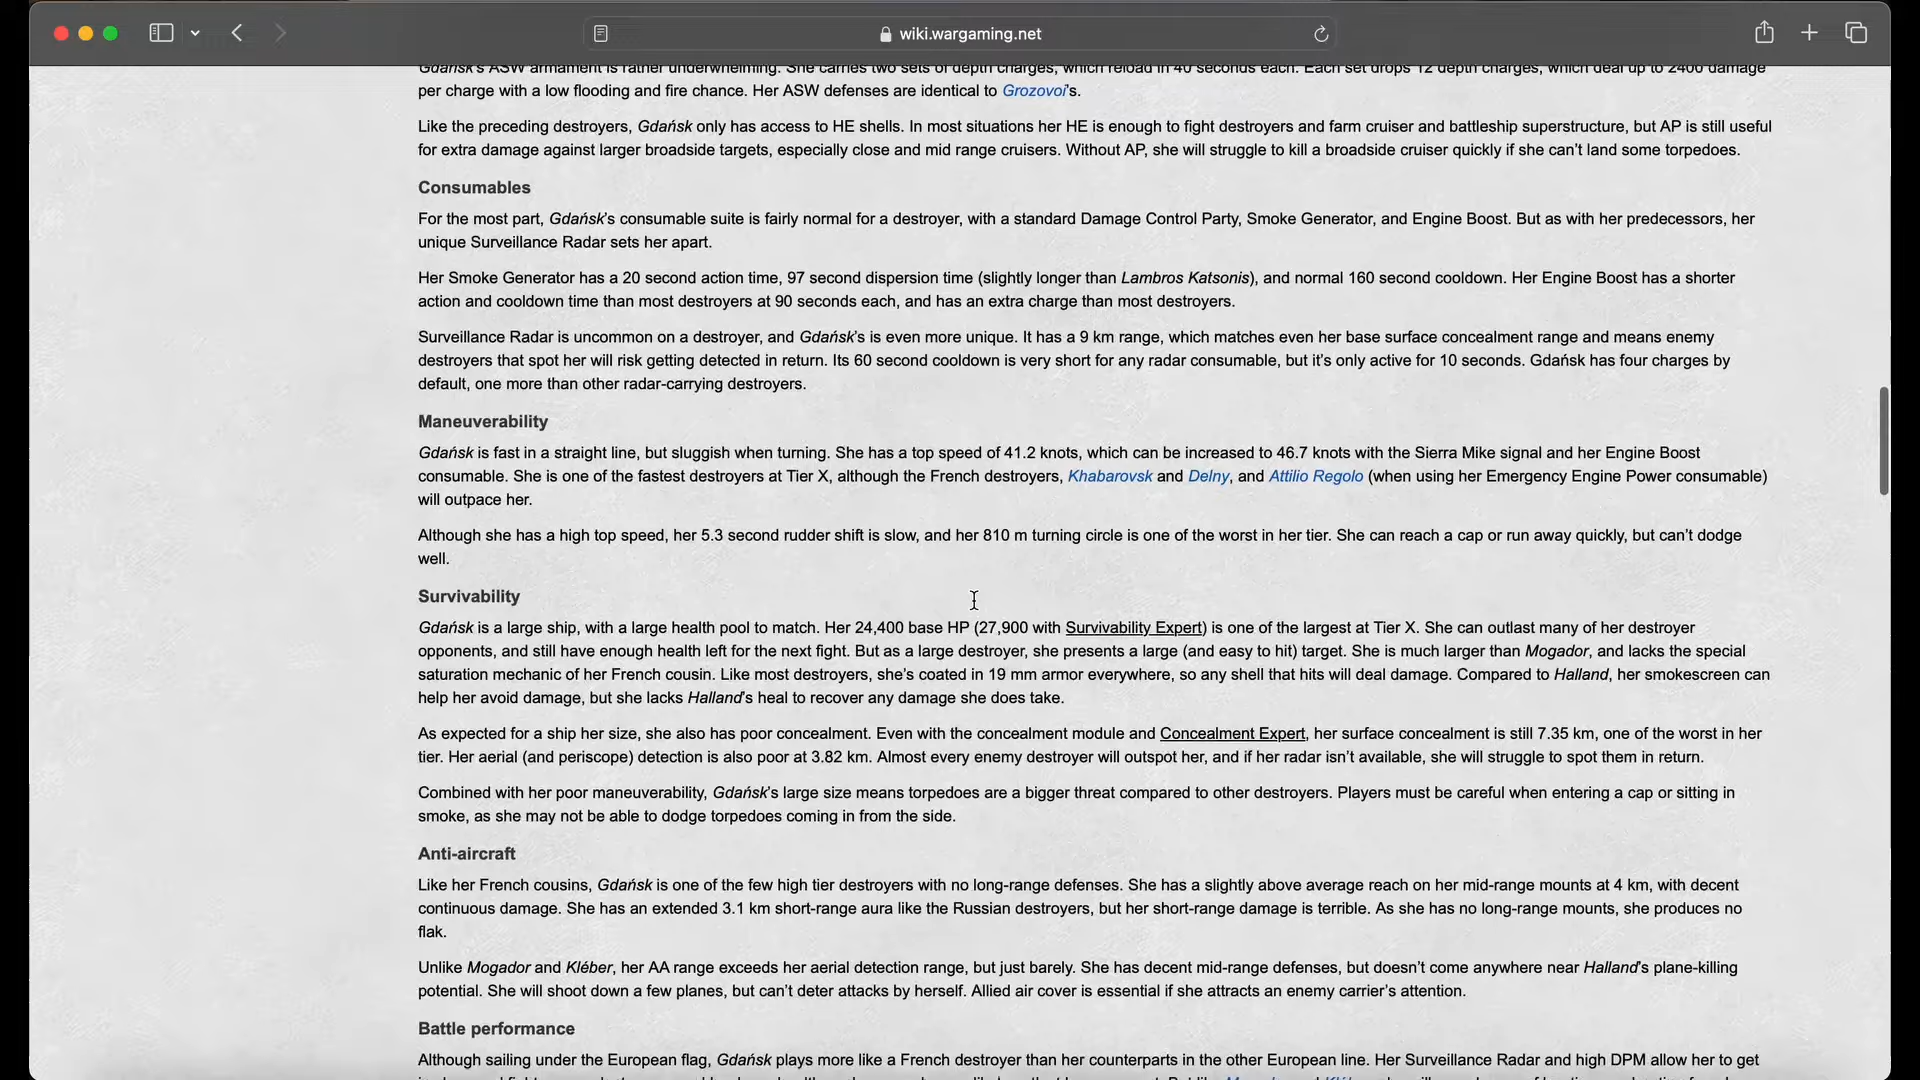 wiki.wargaming.net
Gdańsk's ASW armament is rather underwhelming. She carries two sets of depth charges, which reload in 40 seconds each. Each set drops 12 depth charges, which deal up to 2400 damage
per charge with a low flooding and fire chance. Her ASW defenses are identical to Grozovoi's.
Like the preceding destroyers, Gdańsk only has access to HE shells. In most situations her HE is enough to fight destroyers and farm cruiser and battleship superstructure, but AP is still useful
for extra damage against larger broadside targets, especially close and mid range cruisers. Without AP, she will struggle to kill a broadside cruiser quickly if she can't land some torpedoes.
Consumables
For the most part, Gdańsk's consumable suite is fairly normal for a destroyer, with a standard Damage Control Party, Smoke Generator, and Engine Boost. But as with her predecessors, her
unique Surveillance Radar sets her apart.
Her Smoke Generator has a 20 second action time, 97 second dispersion time (slightly longer than Lambros Katsonis), and normal 160 second cooldown. Her Engine Boost has a shorter
action and cooldown time than most destroyers at 90 seconds each, and has an extra charge than most destroyers.
Surveillance Radar is uncommon on a destroyer, and Gdańsk's is even more unique. It has a 9 km range, which matches even her base surface concealment range and means enemy
destroyers that spot her will risk getting detected in return. Its 60 second cooldown is very short for any radar consumable, but it's only active for 10 seconds. Gdańsk has four charges by
default, one more than other radar-carrying destroyers.
Maneuverability
Gdańsk is fast in a straight line, but sluggish when turning. She has a top speed of 41.2 knots, which can be increased to 46.7 knots with the Sierra Mike signal and her Engine Boost
consumable. She is one of the fastest destroyers at Tier X, although the French destroyers, Khabarovsk and Delny, and Attilio Regolo (when using her Emergency Engine Power consumable)
will outpace her.
Although she has a high top speed, her 5.3 second rudder shift is slow, and her 810 m turning circle is one of the worst in her tier. She can reach a cap or run away quickly, but can't dodge
well.
Survivability
Gdańsk is a large ship, with a large health pool to match. Her 24,400 base HP (27,900 with Survivability Expert) is one of the largest at Tier X. She can outlast many of her destroyer
opponents, and still have enough health left for the next fight. But as a large destroyer, she presents a large (and easy to hit) target. She is much larger than Mogador, and lacks the special
saturation mechanic of her French cousin. Like most destroyers, she's coated in 19 mm armor everywhere, so any shell that hits will deal damage. Compared to Halland, her smokescreen can
help her avoid damage, but she lacks Halland's heal to recover any damage she does take.
As expected for a ship her size, she also has poor concealment. Even with the concealment module and Concealment Expert, her surface concealment is still 7.35 km, one of the worst in her
tier. Her aerial (and periscope) detection is also poor at 3.82 km. Almost every enemy destroyer will outspot her, and if her radar isn't available, she will struggle to spot them in return.
Combined with her poor maneuverability, Gdańsk's large size means torpedoes are a bigger threat compared to other destroyers. Players must be careful when entering a cap or sitting in
smoke, as she may not be able to dodge torpedoes coming in from the side.
Anti-aircraft
Like her French cousins, Gdańsk is one of the few high tier destroyers with no long-range defenses. She has a slightly above average reach on her mid-range mounts at 4 km, with decent
continuous damage. She has an extended 3.1 km short-range aura like the Russian destroyers, but her short-range damage is terrible. As she has no long-range mounts, she produces no
flak.
Unlike Mogador and Kléber, her AA range exceeds her aerial detection range, but just barely. She has decent mid-range defenses, but doesn't come anywhere near Halland's plane-killing
potential. She will shoot down a few planes, but can't deter attacks by herself. Allied air cover is essential if she attracts an enemy carrier's attention.
Battle performance
Although sailing under the European flag, Gdańsk plays more like a French destroyer than her counterparts in the other European line. Her Surveillance Radar and high DPM allow her to get